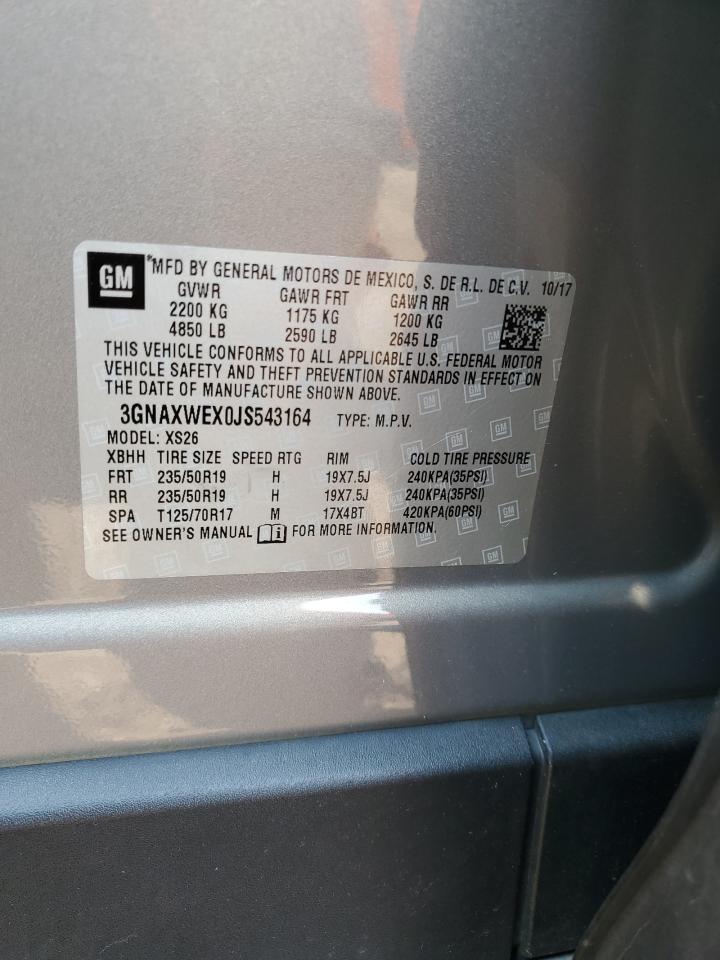 GM *MFD BY GENERAL MOTORS DE MEXICO, S. DE R.L. DE C.V. 10/17
GVWR GAWR FRT GAWR RR
2200 KG 1175 KG 1200 KG
4850 LB 2590 LB 2645 LB
THIS VEHICLE CONFORMS TO ALL APPLICABLE U.S. FEDERAL MOTOR
VEHICLE SAFETY AND THEFT PREVENTION STANDARDS IN EFFECT ON
THE DATE OF MANUFACTURE SHOWN ABOVE.
3GNAXWEX0JS543164 TYPE: M.P.V.
MODEL: XS26
XBHH TIRE SIZE SPEED RTG RIM COLD TIRE PRESSURE
FRT 235/50R19 H 19X7.5J 240KPA(35PSI)
RR 235/50R19 H 19X7.5J 240KPA(35PSI)
SPA T125/70R17 M 17X4BT 420KPA(60PSI)
SEE OWNER'S MANUAL FOR MORE INFORMATION.